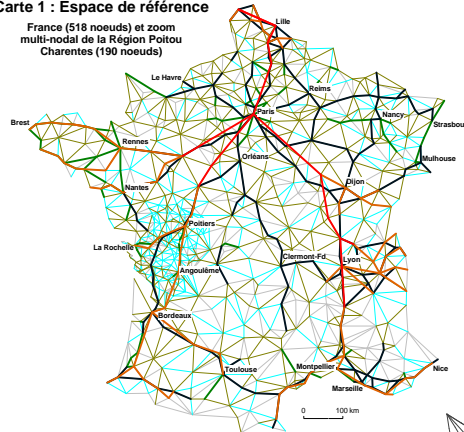 Carte 1 : Espace de référence
France (518 noeuds) et zoom
multi-nodal de la Région Poitou
Charentes (190 noeuds)
Lille
Le Havre
Reims
Paris
Nancy
Strasbou
Brest
Rennes
Orléans
Mulhouse
Dijon
Nantes
Poitiers
La Rochelle
Clermont-Fd
Lyon
Angoulême
Bordeaux
Toulouse
Montpellier
Nice
Marseille
0 100 km